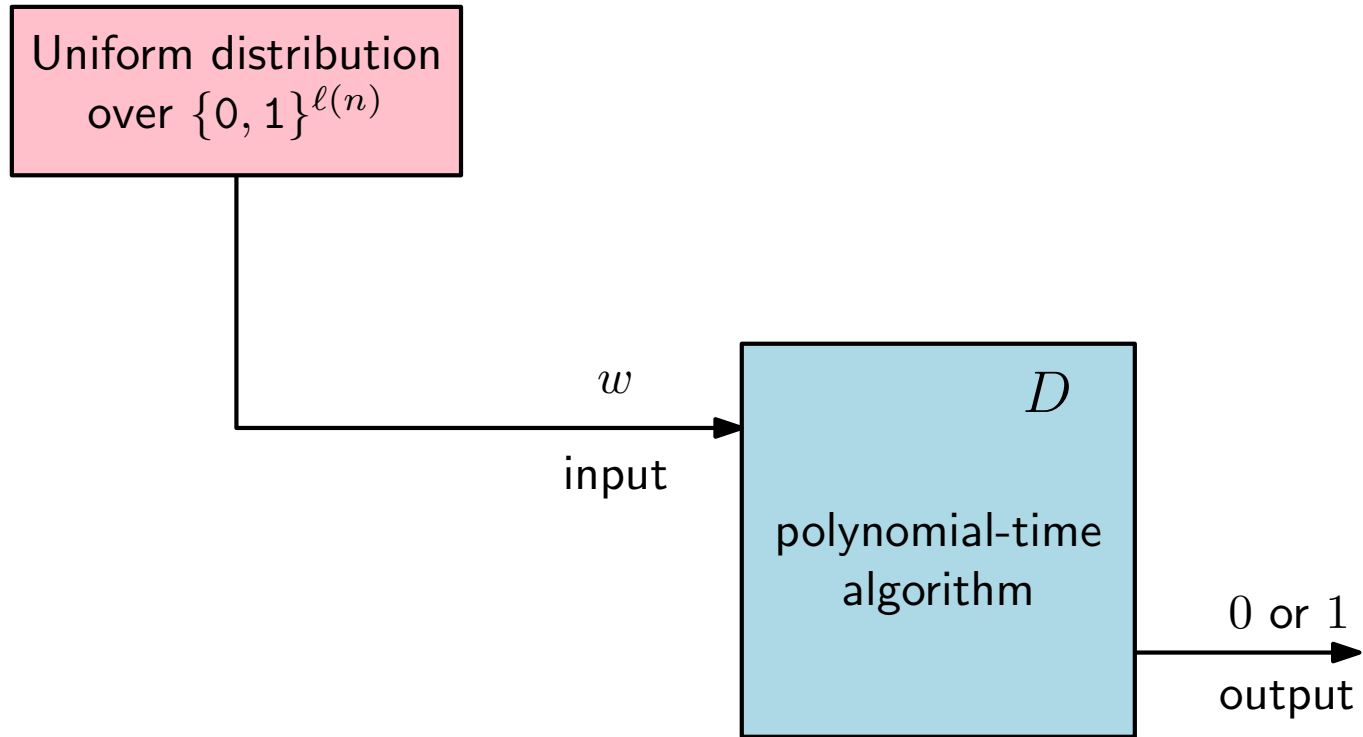 Uniform distribution
over {0, 1}^{ℓ(n)}
w
input
D
polynomial-time
algorithm
0 or 1
output